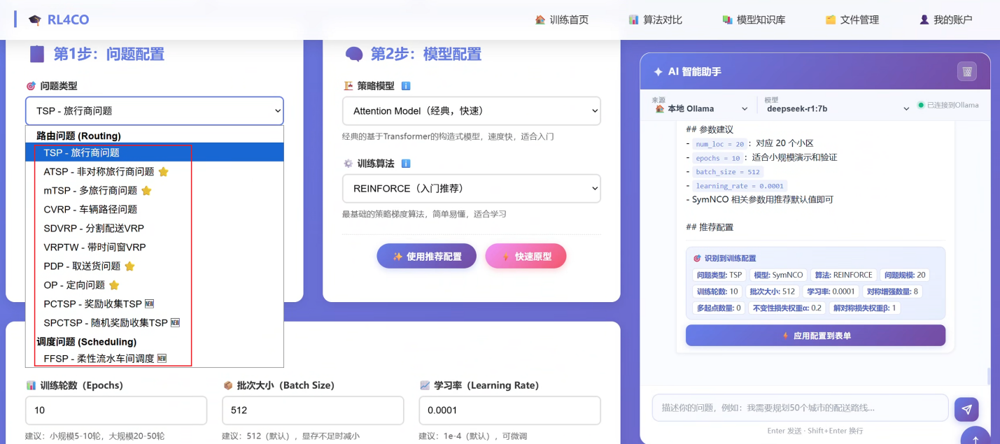 RL4CO
训练首页
算法对比
模型知识库
文件管理
我的账户
第1步：问题配置
问题类型
TSP - 旅行商问题
路由问题 (Routing)
TSP - 旅行商问题
ATSP - 非对称旅行商问题
mTSP - 多旅行商问题
CVRP - 车辆路径问题
SDVRP - 分割配送VRP
VRPTW - 带时间窗VRP
PDP - 取送货问题
OP - 定向问题
PCTSP - 奖励收集TSP NEW
SPCTSP - 随机奖励收集TSP NEW
调度问题 (Scheduling)
FFSP - 柔性流水车间调度 NEW
第2步：模型配置
策略模型
Attention Model（经典，快速）
经典的基于Transformer的构造式模型，速度快，适合入门
训练算法
REINFORCE（入门推荐）
最基础的策略梯度算法，简单易懂，适合学习
使用推荐配置
快速原型
训练轮数（Epochs）
10
建议：小规模5-10轮，大规模20-50轮
批次大小（Batch Size）
512
建议：512（默认），显存不足时减小
学习率（Learning Rate）
0.0001
建议：1e-4（默认），可微调
AI 智能助手
来源
本地 Ollama
模型
deepseek-r1:7b
已连接到Ollama
## 参数建议
- num_loc = 20 ：对应 20 个小区
- epochs = 10 ：适合小规模演示和验证
- batch_size = 512
- learning_rate = 0.0001
- SymNCO 相关参数用推荐默认值即可
## 推荐配置
识别到训练配置
问题类型: TSP 模型: SymNCO 算法: REINFORCE 问题规模: 20
训练轮数: 10 批次大小: 512 学习率: 0.0001 对称增强数量: 8
多起点数量: 0 不变性损失权重α: 0.2 解对称损失权重β: 1
应用配置到表单
描述你的问题，例如：我需要规划50个城市的配送路线...
Enter 发送 · Shift+Enter 换行